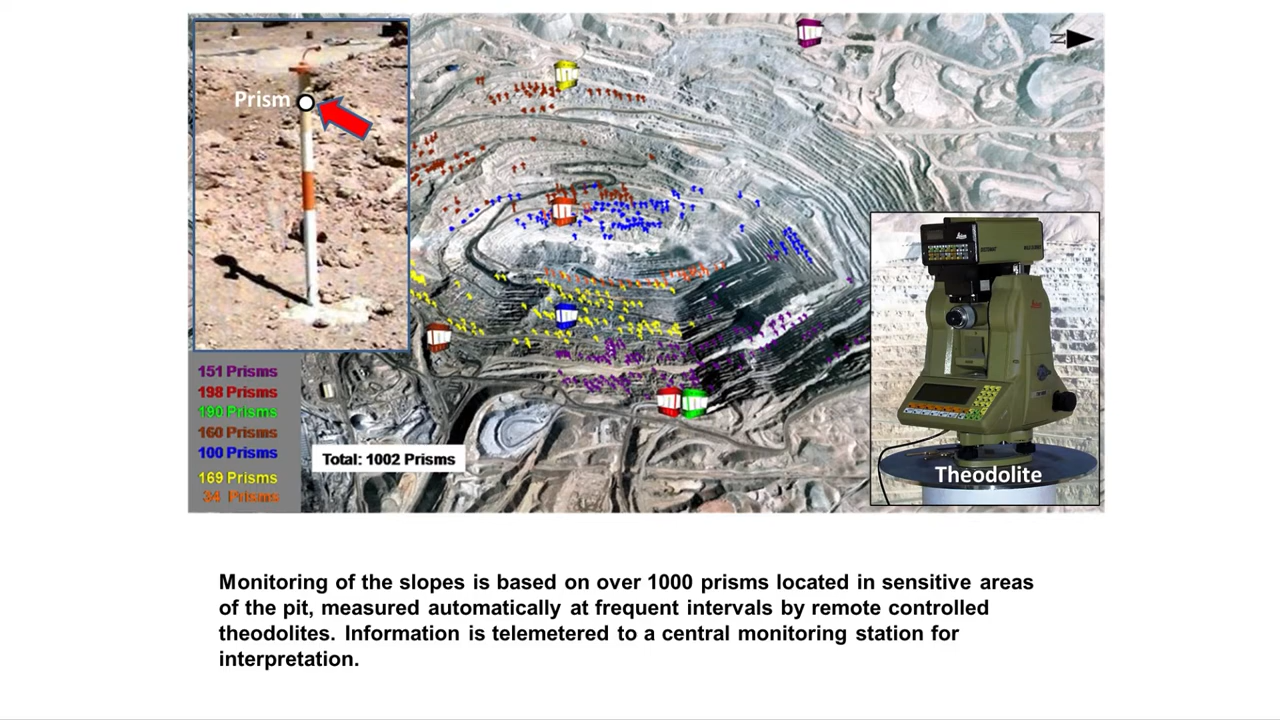 Prism
N
151 Prisms
198 Prisms
190 Prisms
160 Prisms
100 Prisms
169 Prisms
34 Prisms
Total: 1002 Prisms
Leica
Theodolite
Monitoring of the slopes is based on over 1000 prisms located in sensitive areas
of the pit, measured automatically at frequent intervals by remote controlled
theodolites. Information is telemetered to a central monitoring station for
interpretation.